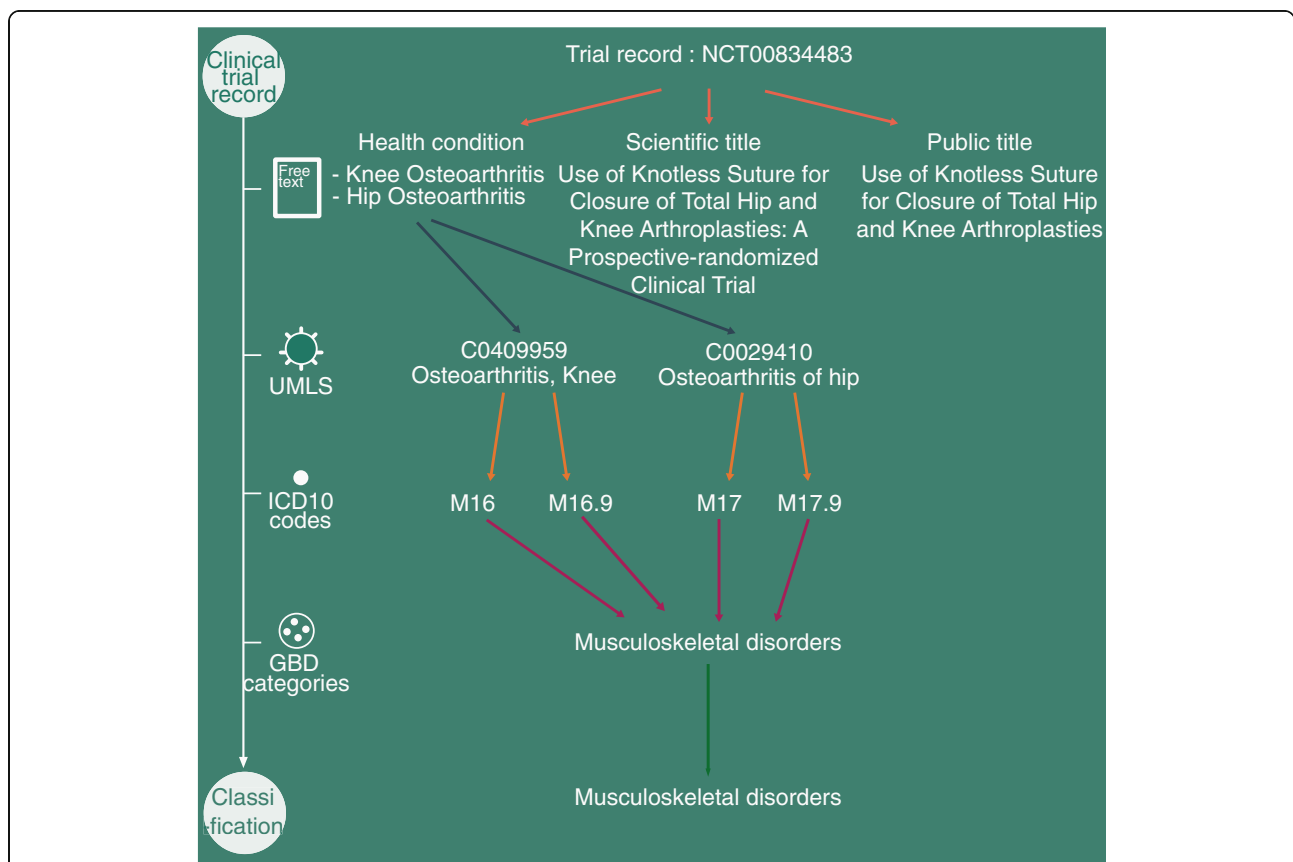 Clinical
trial
record
Trial record : NCT00834483
Health condition
Scientific title
Public title
Free
text
- Knee Osteoarthritis
- Hip Osteoarthritis
Use of Knotless Suture for
Closure of Total Hip and
Knee Arthroplasties: A
Prospective-randomized
Clinical Trial
Use of Knotless Suture
for Closure of Total Hip
and Knee Arthroplasties
UMLS
C0409959
Osteoarthritis, Knee
C0029410
Osteoarthritis of hip
ICD10
codes
M16
M16.9
M17
M17.9
GBD
categories
Musculoskeletal disorders
Classi
-fication
Musculoskeletal disorders